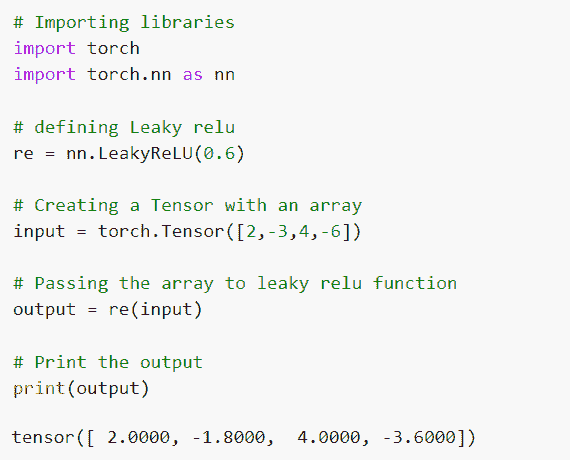 # Importing libraries
import torch
import torch.nn as nn
# defining Leaky relu
re = nn.LeakyReLU(0.6)
# Creating a Tensor with an array
input = torch.Tensor([2,-3,4,-6])
# Passing the array to leaky relu function
output = re(input)
# Print the output
print(output)
tensor([ 2.0000, -1.8000,  4.0000, -3.6000])